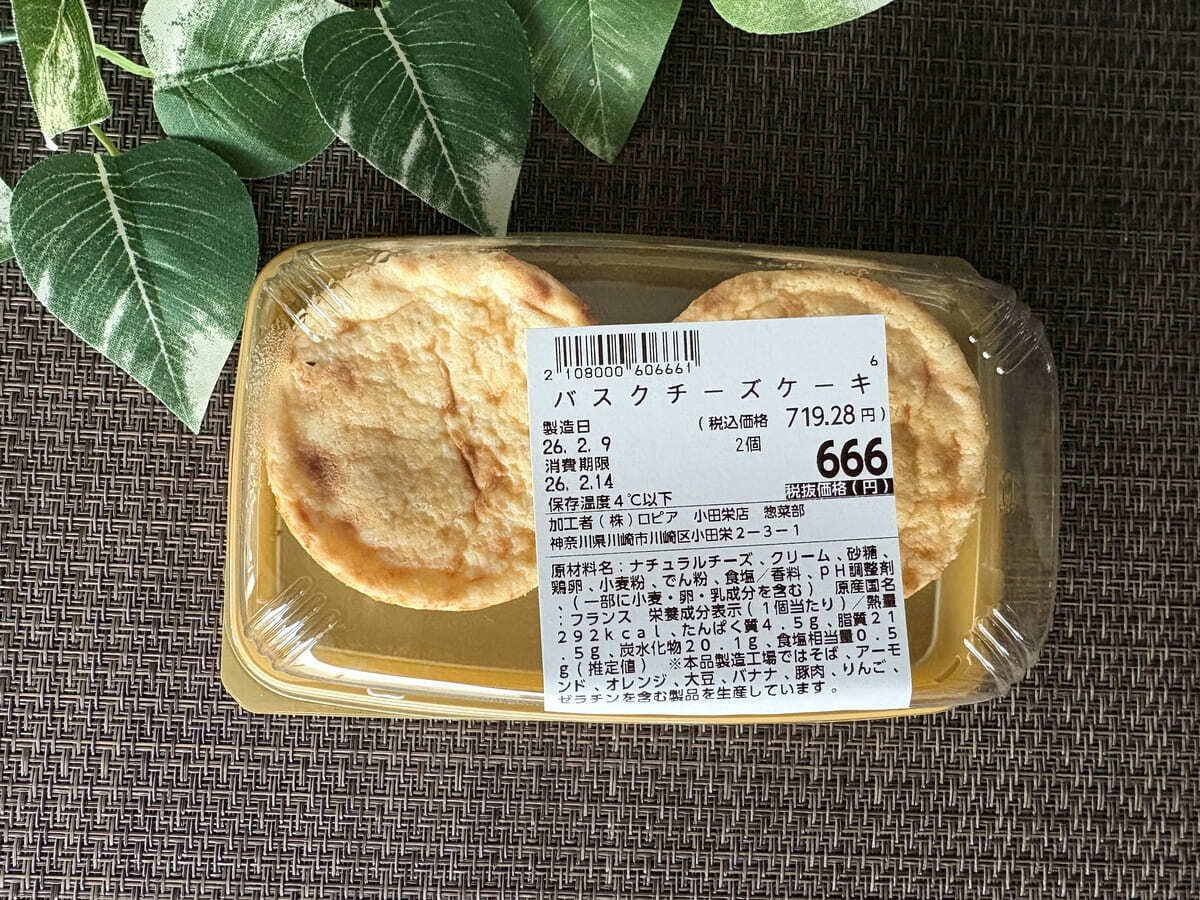 2 109000 606661 6
バスクチーズケーキ
製造日 (税込価格 719.28円)
26. 2. 9 2個
消費期限 666
26. 2.14 税抜価格(円)
保存温度4℃以下
加工者(株)ロピア 小田栄店 惣菜部
神奈川県川崎市川崎区小田栄2-3-1
原材料名:ナチュラルチーズ、クリーム、砂糖、
鶏卵、小麦粉、でん粉、食塩/香料、pH調整剤
、(一部に小麦・卵・乳成分を含む) 原産国名
:フランス 栄養成分表示(1個当たり)/熱量
292kcal、たんぱく質4.5g、脂質21
.5g、炭水化物20.1g、食塩相当量0.5
g(推定値) ※本品製造工場ではそば、アーモ
ンド、オレンジ、大豆、バナナ、豚肉、りんご、
ゼラチンを含む製品を生産しています。